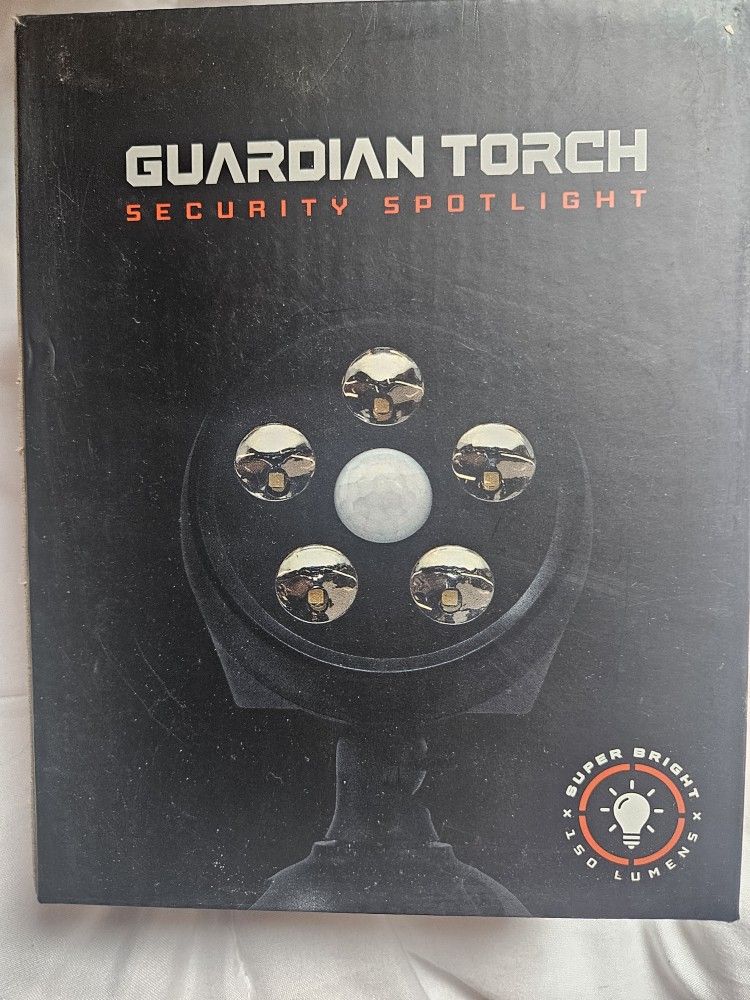 GUARDIAN TORCH
SECURITY SPOTLIGHT
SUPER BRIGHT
x 150 LUMENS x